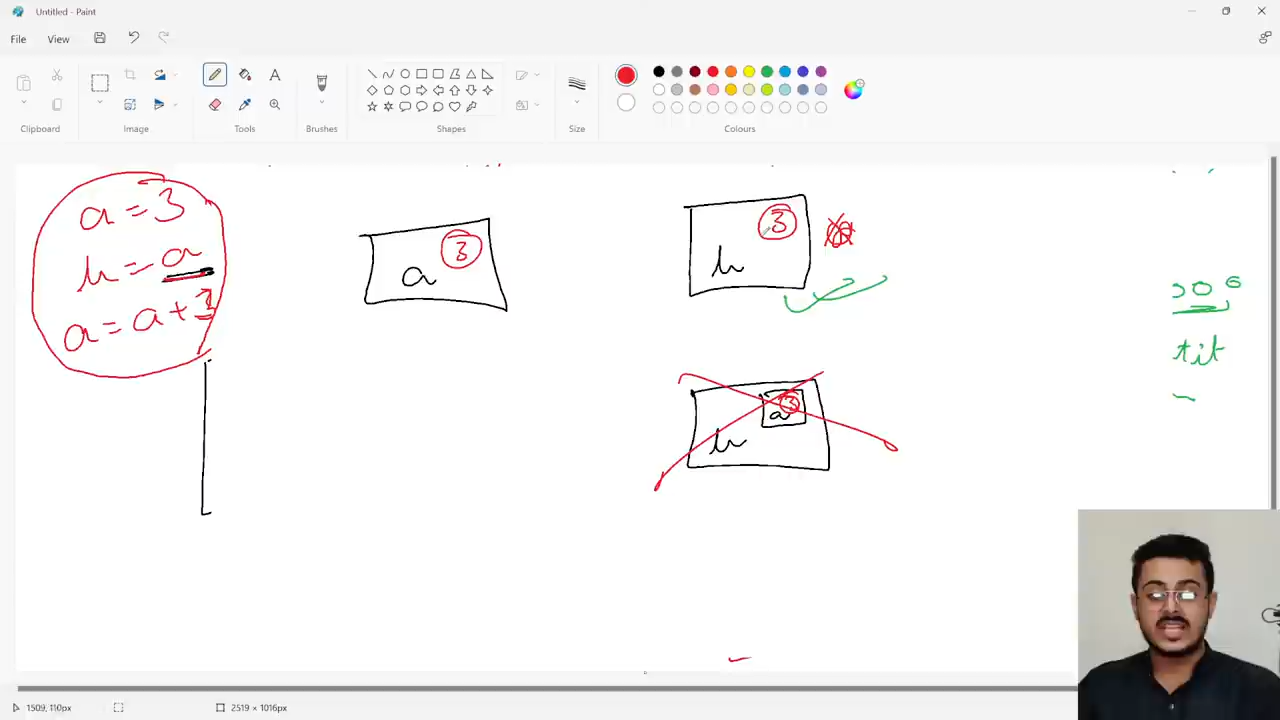 Untitled - Paint
File
View
Clipboard
Image
Tools
Brushes
Shapes
Size
Colours
a = 3
u = a
a = a +
a 3
u 3
u a 3
tit
1509, 110px
2519 × 1016px